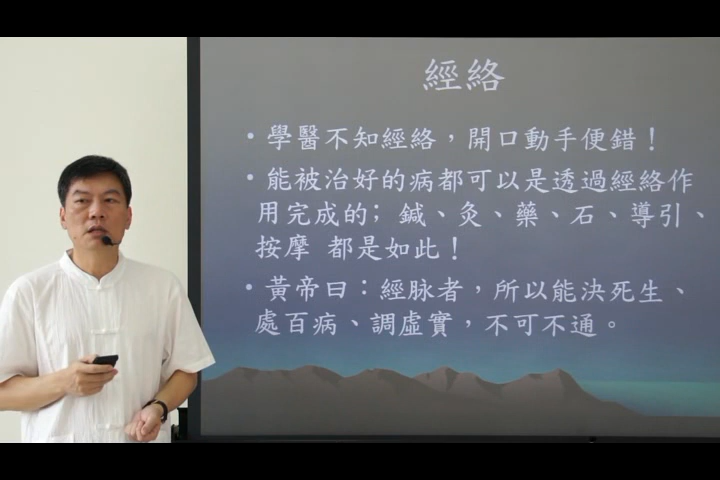 經絡
•學醫不知經絡，開口動手便錯！
•能被治好的病都可以是透過經絡作
用完成的; 鍼、灸、藥、石、導引、
按摩 都是如此！
•黃帝曰：經脉者，所以能決死生、
處百病、調虛實，不可不通。